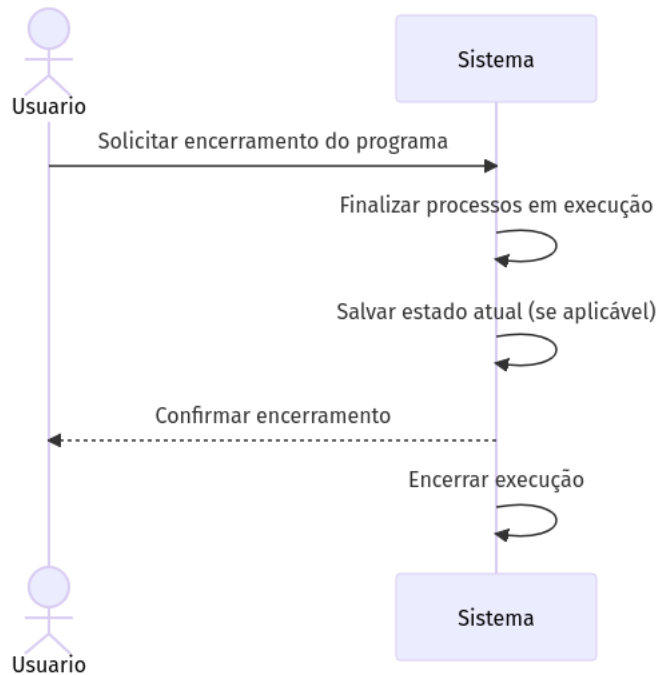 Sistema
Usuario
Solicitar encerramento do programa
Finalizar processos em execução
Salvar estado atual (se aplicável)
Confirmar encerramento
Encerrar execução
Sistema
Usuario